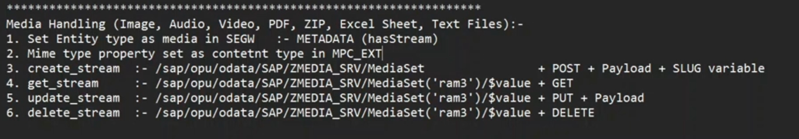 **********************************************************************
Media Handling (Image, Audio, Video, PDF, ZIP, Excel Sheet, Text Files):-
1. Set Entity type as media in SEGW   :- METADATA (hasStream)
2. Mime type property set as contetnt type in MPC_EXT
3. create_stream  :- /sap/opu/odata/SAP/ZMEDIA_SRV/MediaSet                + POST + Payload + SLUG variable
4. get_stream     :- /sap/opu/odata/SAP/ZMEDIA_SRV/MediaSet('ram3')/$value + GET
5. update_stream  :- /sap/opu/odata/SAP/ZMEDIA_SRV/MediaSet('ram3')/$value + PUT + Payload
6. delete_stream  :- /sap/opu/odata/SAP/ZMEDIA_SRV/MediaSet('ram3')/$value + DELETE